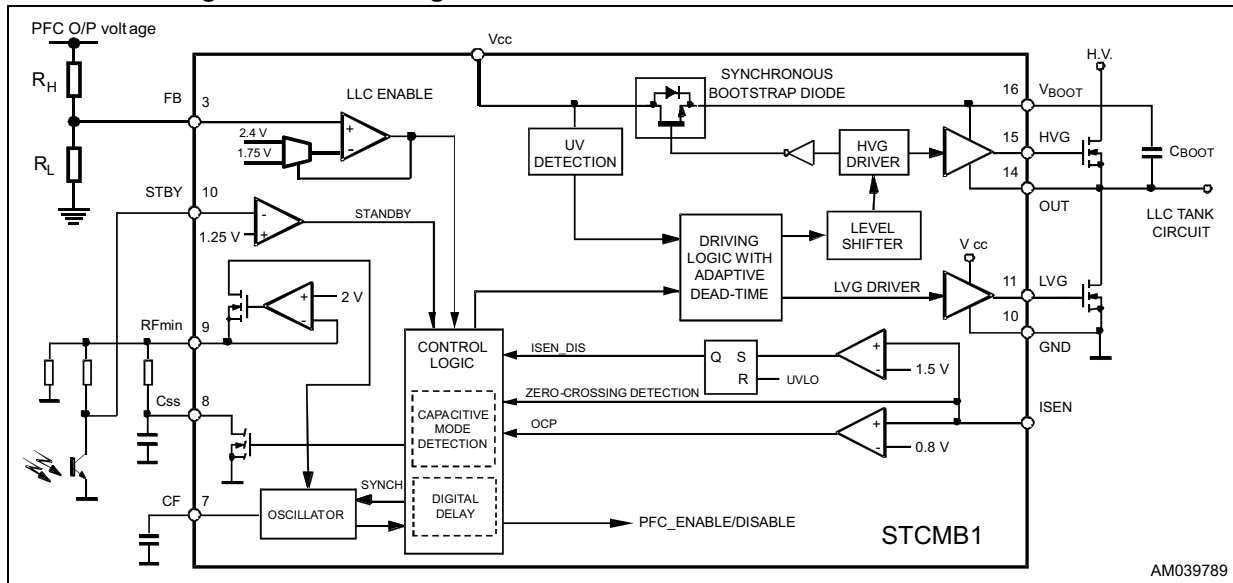 PFC O/P voltage
RH
RL
FB
3
LLC ENABLE
2.4 V
1.75 V
STBY
10
1.25 V
STANDBY
2 V
RFmin
9
Css
8
CF
7
OSCILLATOR
SYNCH
CONTROL
LOGIC
CAPACITIVE
MODE
DETECTION
DIGITAL
DELAY
PFC_ENABLE/DISABLE
Vcc
UV
DETECTION
SYNCHRONOUS
BOOTSTRAP DIODE
HVG
DRIVER
LEVEL
SHIFTER
DRIVING
LOGIC WITH
ADAPTIVE
DEAD-TIME
LVG DRIVER
V cc
16
VBOOT
15
HVG
14
OUT
H.V.
CBOOT
LLC TANK
CIRCUIT
11
LVG
10
GND
ISEN_DIS
Q
S
R
UVLO
1.5 V
ZERO-CROSSING DETECTION
ISEN
OCP
0.8 V
STCMB1
AM039789